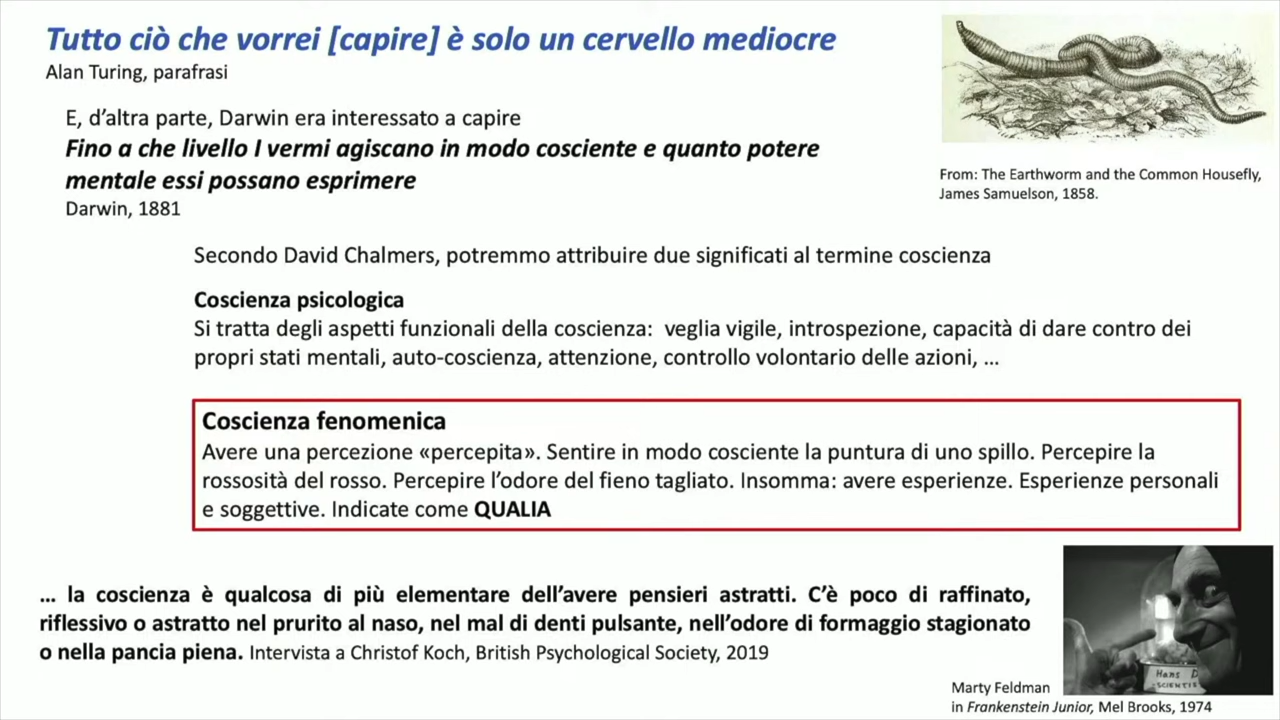 Tutto ciò che vorrei [capire] è solo un cervello mediocre
Alan Turing, parafrasi
E, d'altra parte, Darwin era interessato a capire
Fino a che livello I vermi agiscano in modo cosciente e quanto potere
mentale essi possano esprimere
Darwin, 1881
From: The Earthworm and the Common Housefly,
James Samuelson, 1858.
Secondo David Chalmers, potremmo attribuire due significati al termine coscienza
Coscienza psicologica
Si tratta degli aspetti funzionali della coscienza: veglia vigile, introspezione, capacità di dare contro dei
propri stati mentali, auto-coscienza, attenzione, controllo volontario delle azioni, …
Coscienza fenomenica
Avere una percezione «percepita». Sentire in modo cosciente la puntura di uno spillo. Percepire la
rossosità del rosso. Percepire l'odore del fieno tagliato. Insomma: avere esperienze. Esperienze personali
e soggettive. Indicate come QUALIA
… la coscienza è qualcosa di più elementare dell'avere pensieri astratti. C'è poco di raffinato,
riflessivo o astratto nel prurito al naso, nel mal di denti pulsante, nell'odore di formaggio stagionato
o nella pancia piena. Intervista a Christof Koch, British Psychological Society, 2019
Hans D
SCIENTIS
Marty Feldman
in Frankenstein Junior, Mel Brooks, 1974